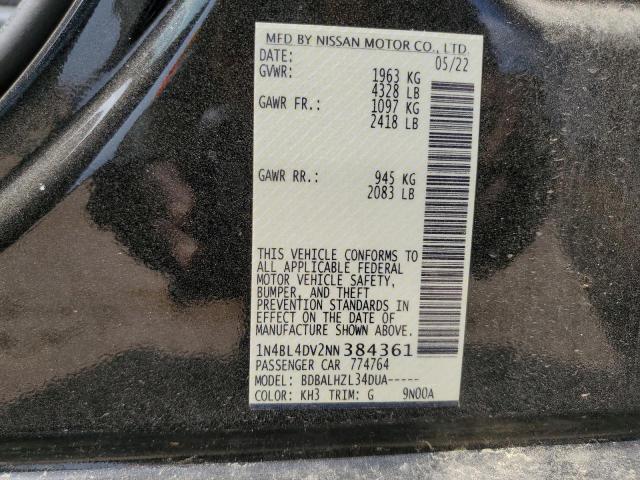 MFD BY NISSAN MOTOR CO., LTD.
DATE: 05/22
GVWR: 1963 KG
4328 LB
GAWR FR.: 1097 KG
2418 LB
GAWR RR.: 945 KG
2083 LB
THIS VEHICLE CONFORMS TO
ALL APPLICABLE FEDERAL
MOTOR VEHICLE SAFETY,
BUMPER, AND THEFT
PREVENTION STANDARDS IN
EFFECT ON THE DATE OF
MANUFACTURE SHOWN ABOVE.
1N4BL4DV2NN384361
PASSENGER CAR 774764
MODEL: BDBALHZL34DUA-----
COLOR: KH3 TRIM: G 9N00A